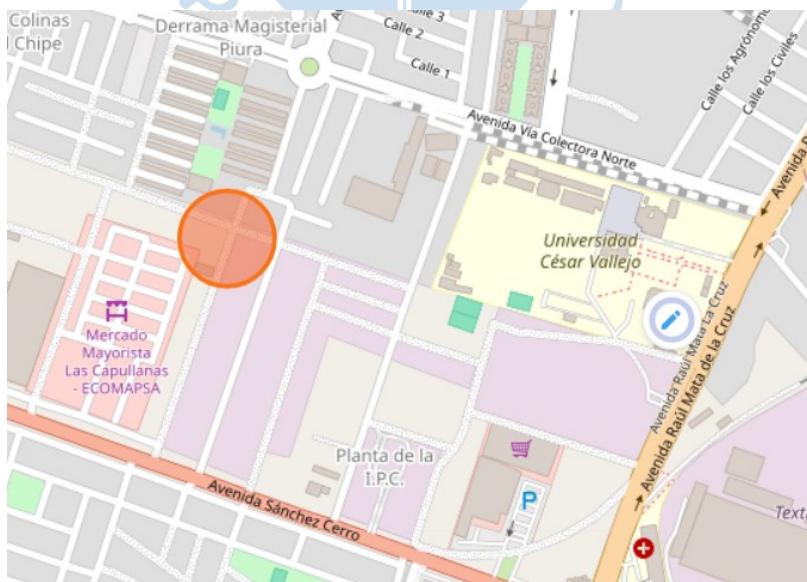 Colinas
Chipe
Derrama Magisterial
Piura
Calle 3
Calle 2
Calle 1
Avenida Vía Colectora Norte
Calle los Agrónomos
Calle los Civiles
Universidad
César Vallejo
Mercado
Mayorista
Las Capullanas
- ECOMAPSA
Planta de la
I.P.C.
P
Avenida Sánchez Cerro
Avenida Raúl Mata La Cruz
Avenida Raúl Mata de la Cruz